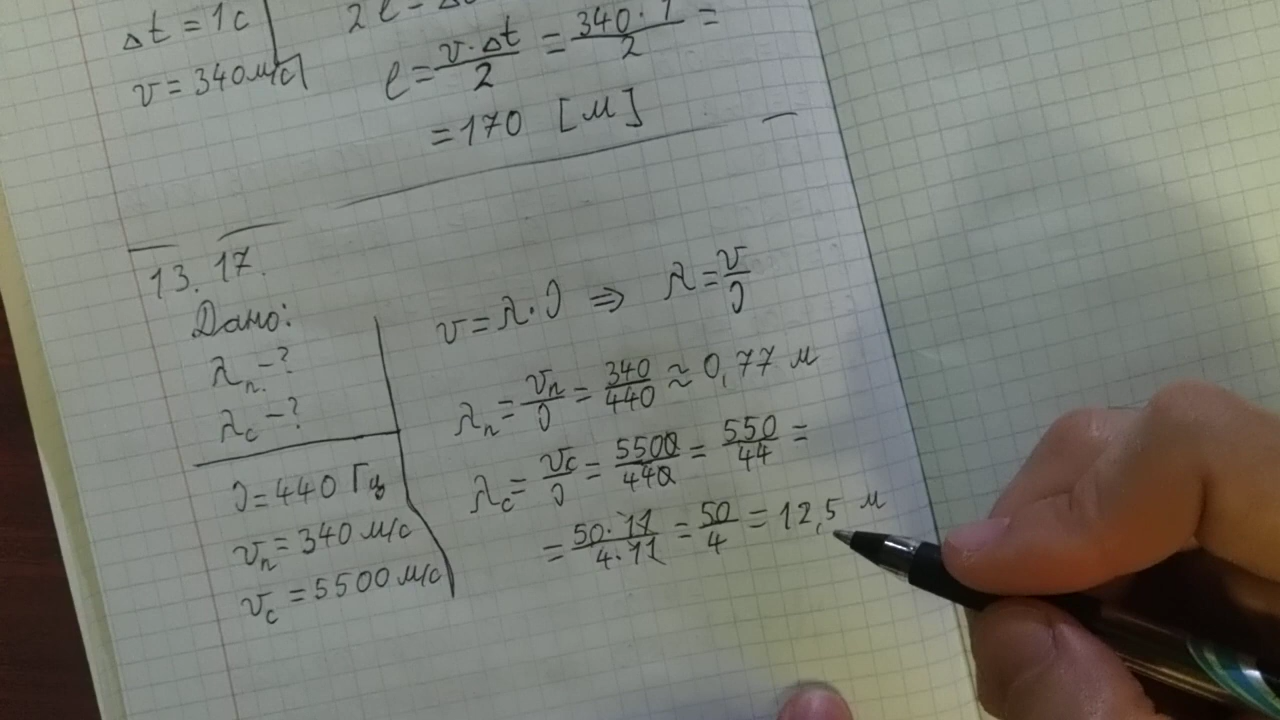 Δt = 1c
v = 340 м/с
2l =
l = v·Δt/2 = 340·1/2 =
= 170 [м]
13.17.
Дано:
λп – ?
λс – ?
ν = 440 Гц
vп = 340 м/с
vс = 5500 м/с
v = λ·ν ⇒ λ = v/ν
λп = vп/ν = 340/440 ≈ 0,77 м
λс = vс/ν = 5500/440 = 550/44 =
= 50·11/4·11 = 50/4 = 12,5 м